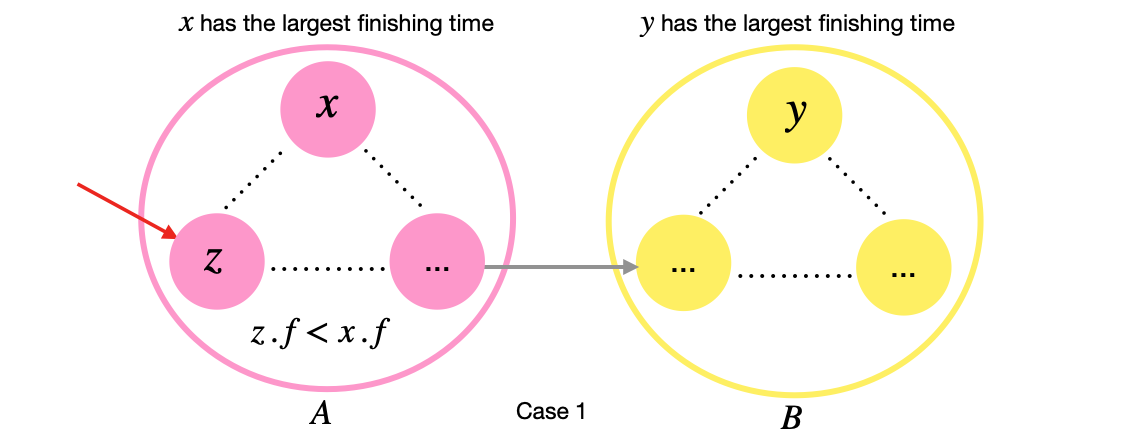 x has the largest finishing time
y has the largest finishing time
x
y
z
...
...
...
z.f < x.f
A
Case 1
B